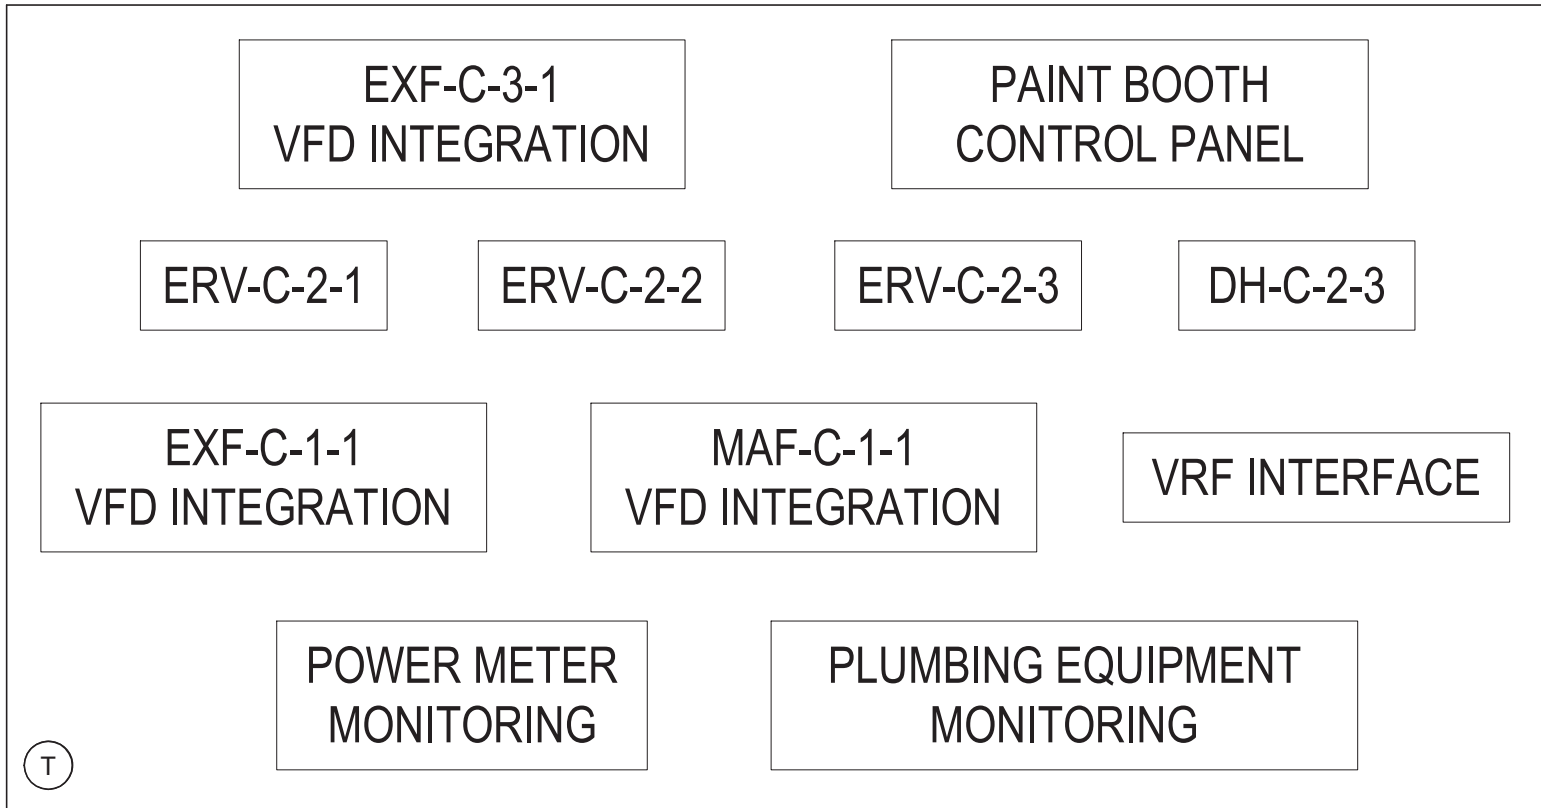 EXF-C-3-1
VFD INTEGRATION
PAINT BOOTH
CONTROL PANEL
ERV-C-2-1
ERV-C-2-2
ERV-C-2-3
DH-C-2-3
EXF-C-1-1
VFD INTEGRATION
MAF-C-1-1
VFD INTEGRATION
VRF INTERFACE
POWER METER
MONITORING
PLUMBING EQUIPMENT
MONITORING
T